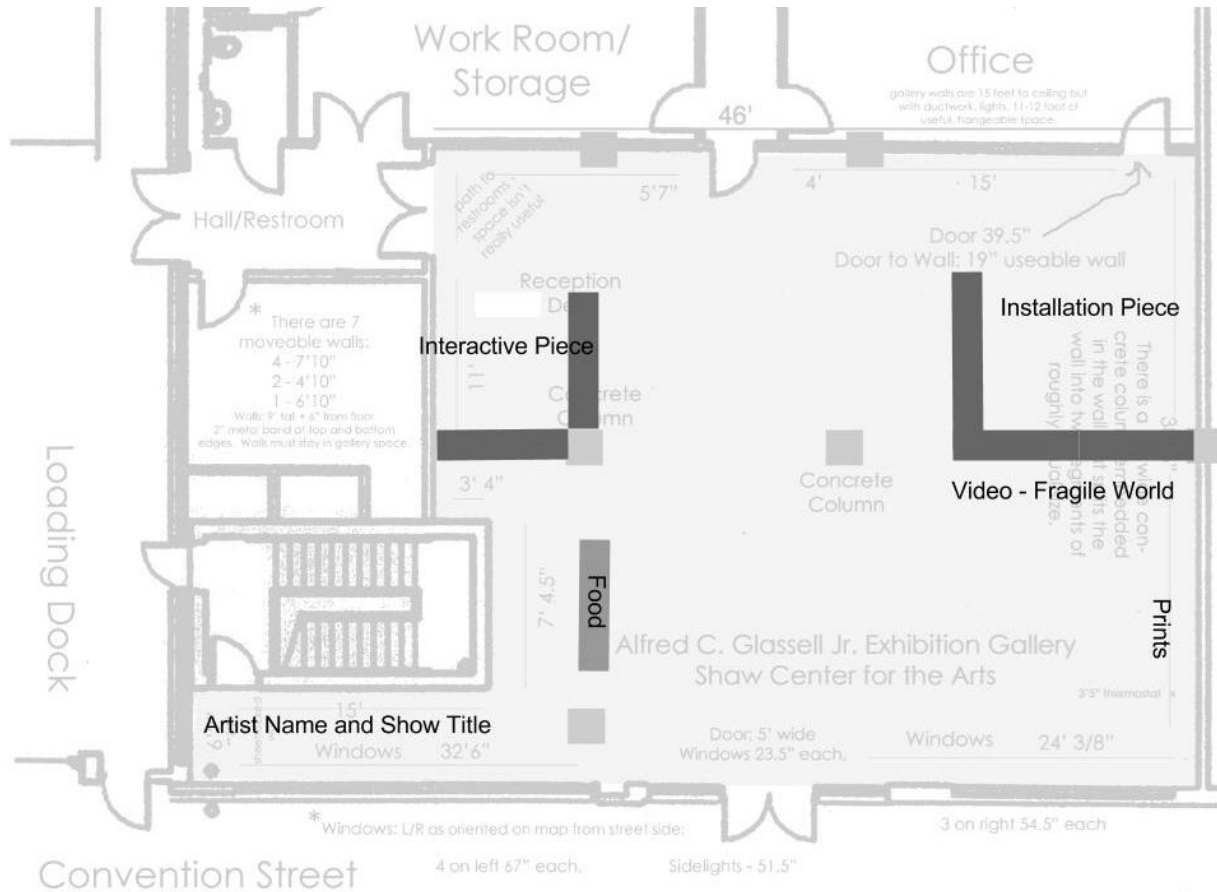 Work Room/
Storage
Office
gallery walls are 15 feet to ceiling but
with ductwork, lights, 11-12 foot of
useful, hangeable space.
46'
5'7"
4'
15'
path to
restrooms,
space isn't
really useful
Hall/Restroom
Door 39.5"
Door to Wall: 19" useable wall
Reception
Installation Piece
Interactive Piece
*
There are 7
moveable walls:
4 - 7'10"
2 - 4'10"
1 - 6'10"
Walls: 9' tall + 6" from floor
2" metal band at top and bottom
edges. Walls must stay in gallery space.
11'
Concrete
Column
There is a
roughly
3' 4"
Concrete
Column
Video - Fragile World
Loading Dock
7' 4.5"
Food
Prints
Alfred C. Glassell Jr. Exhibition Gallery
Shaw Center for the Arts
3'5" thermostat
15'
Artist Name and Show Title
Windows
32'6"
Door: 5' wide
Windows 23.5" each.
Windows
24' 3/8"
* Windows: L/R as oriented on map from street side:
4 on left 67" each,
Sidelights - 51.5"
3 on right 54.5" each
Convention Street